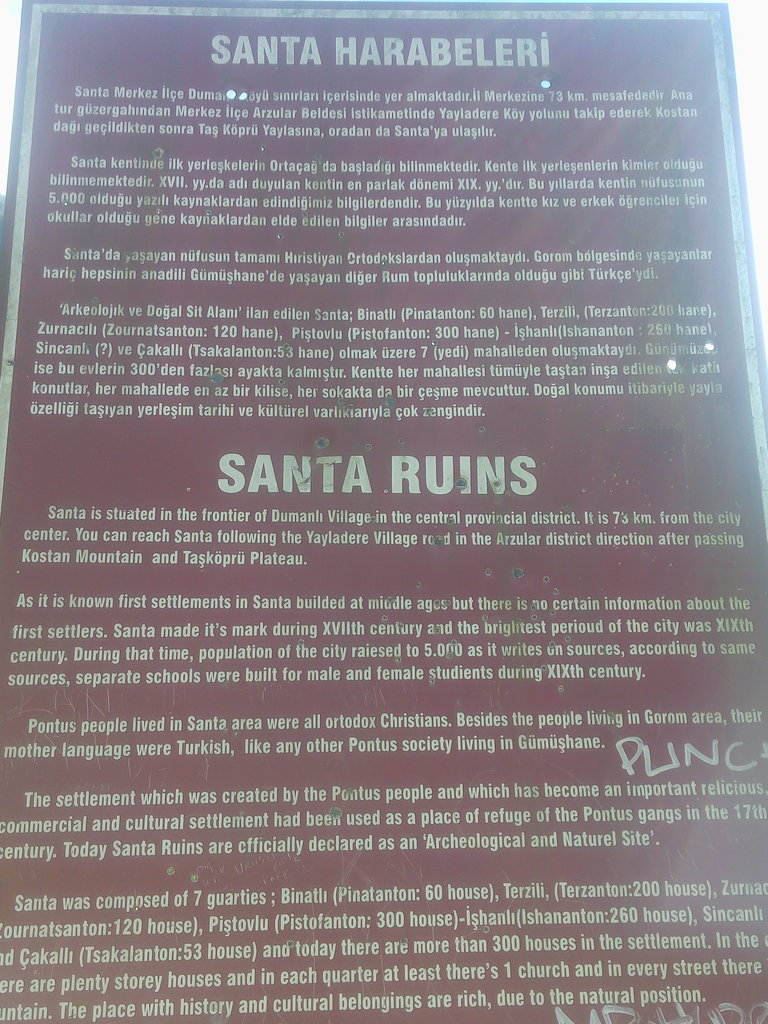 SANTA HARABELERİ
Santa Merkez İlçe Duma öyü sınırları içerisinde yer almaktadır.İl Merkezine 73 km. mesafededir. Ana
tur güzergahından Merkez İlçe Arzular Beldesi istikametinde Yayladere Köy yolunu takip ederek Kostan
dağı geçildikten sonra Taş Köprü Yaylasına, oradan da Santa'ya ulaşılır.
Santa kentinde ilk yerleşkelerin Ortaçağ'da başladığı bilinmektedir. Kente ilk yerleşenlerin kimler olduğu
bilinmemektedir. XVII. yy.da adı duyulan kentin en parlak dönemi XIX. yy.'dır. Bu yıllarda kentin nüfusunun
5.000 olduğu yazılı kaynaklardan edindiğimiz bilgilerdendir. Bu yüzyılda kentte kız ve erkek öğrenciler için
okullar olduğu gene kaynaklardan elde edilen bilgiler arasındadır.
Santa'da yaşayan nüfusun tamamı Hıristiyan Ortodokslardan oluşmaktaydı. Gorom bölgesinde yaşayanlar
hariç hepsinin anadili Gümüşhane'de yaşayan diğer Rum topluluklarında olduğu gibi Türkçe'ydi.
'Arkeolojık ve Doğal Sit Alanı' ilan edilen Santa; Binatlı (Pinatanton: 60 hane), Terzili, (Terzanton:200 hane),
Zurnacılı (Zournatsanton: 120 hane), Piştovlu (Pistofanton: 300 hane) - İşhanlı(Ishananton : 260 hane),
Sincanlı (?) ve Çakallı (Tsakalanton:53 hane) olmak üzere 7 (yedi) mahalleden oluşmaktaydı. Günümüzde
ise bu evlerin 300'den fazlası ayakta kalmıştır. Kentte her mahallesi tümüyle taştan inşa edilen tek katlı
konutlar, her mahallede en az bir kilise, her sokakta da bir çeşme mevcuttur. Doğal konumu itibariyle yayla
özelliği taşıyan yerleşim tarihi ve kültürel varlıklarıyla çok zengindir.
SANTA RUINS
Santa is stuated in the frontier of Dumanlı Village in the central provincial district. It is 73 km. from the city
center. You can reach Santa following the Yayladere Village road in the Arzular district direction after passing
Kostan Mountain and Taşköprü Plateau.
As it is known first settlements in Santa builded at middle ages but there is no certain information about the
first settlers. Santa made it's mark during XVIIth century and the brightest perioud of the city was XIXth
century. During that time, population of the city raiesed to 5.000 as it writes on sources, according to same
sources, separate schools were built for male and female students during XIXth century.
Pontus people lived in Santa area were all ortodox Christians. Besides the people living in Gorom area, their
mother language were Turkish, like any other Pontus society living in Gümüşhane.
PUNC
The settlement which was created by the Pontus people and which has become an important relicious,
commercial and cultural settlement had been used as a place of refuge of the Pontus gangs in the 17th
century. Today Santa Ruins are officially declared as an 'Archeological and Naturel Site'.
Santa was composed of 7 guarties ; Binatlı (Pinatanton: 60 house), Terzili, (Terzanton:200 house), Zurnac
Zournatsanton:120 house), Piştovlu (Pistofanton: 300 house)-İşhanlı(Ishananton:260 house), Sincanlı
nd Çakallı (Tsakalanton:53 house) and today there are more than 300 houses in the settlement. In the c
ere are plenty storey houses and in each quarter at least there's 1 church and in every street there
untain. The place with history and cultural belongings are rich, due to the natural position.